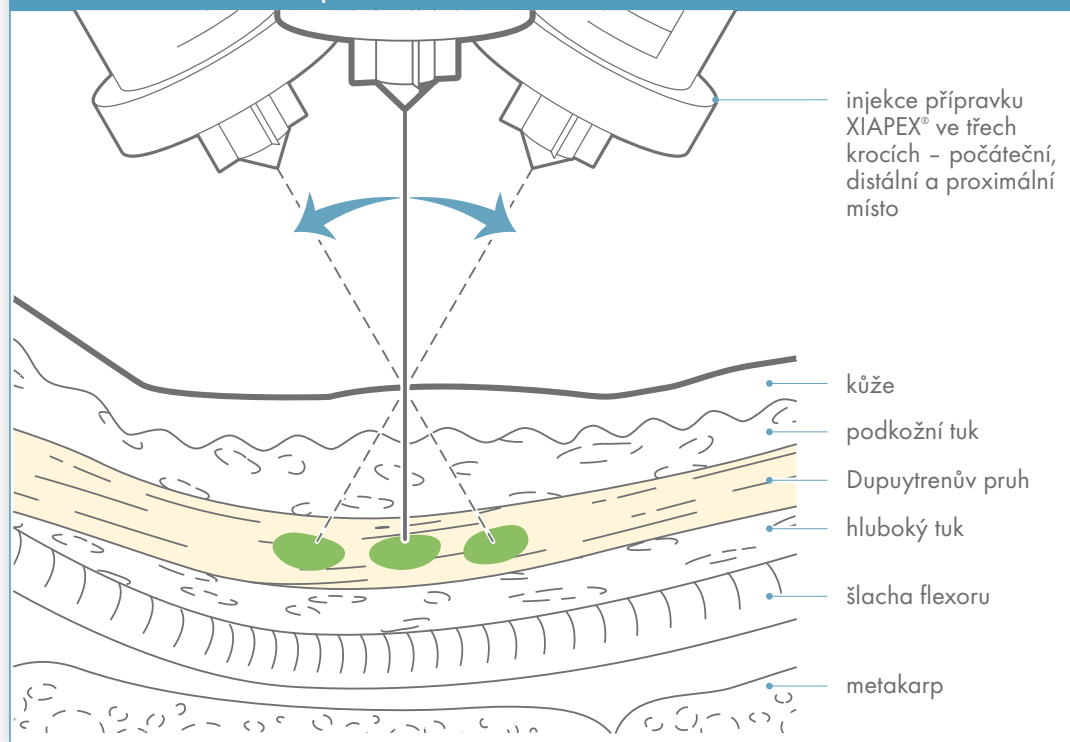 injekce přípravku
XIAPEX® ve třech
krocích – počáteční,
distální a proximální
místo
kůže
podkožní tuk
Dupuytrenův pruh
hluboký tuk
šlacha flexoru
metakarp